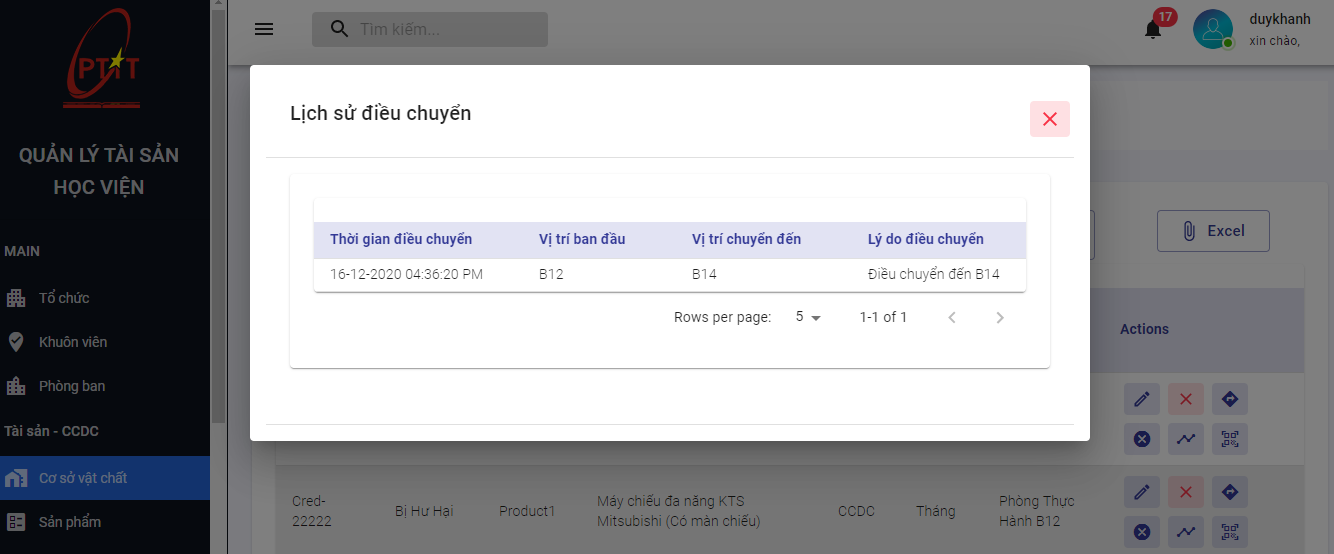 PTIT
QUẢN LÝ TÀI SẢN
HỌC VIỆN
MAIN
Tổ chức
Khuôn viên
Phòng ban
Tài sản - CCDC
Cơ sở vật chất
Sản phẩm
Tìm kiếm...
17
duykhanh
xin chào,
Lịch sử điều chuyển
Thời gian điều chuyển Vị trí ban đầu Vị trí chuyển đến Lý do điều chuyển
16-12-2020 04:36:20 PM B12 B14 Điều chuyển đến B14
Rows per page: 5 1-1 of 1
Excel
Actions
Cred-
22222
Bị Hư Hại
Product1
Máy chiếu đa năng KTS
Mitsubishi (Có màn chiếu)
CCDC
Tháng
Phòng Thực
Hành B12